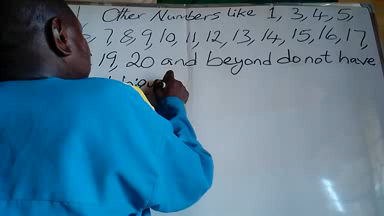 Other Numbers like 1, 3, 4, 5,
7, 8, 9, 10, 11, 12, 13, 14, 15, 16, 17,
19, 20 and beyond do not have